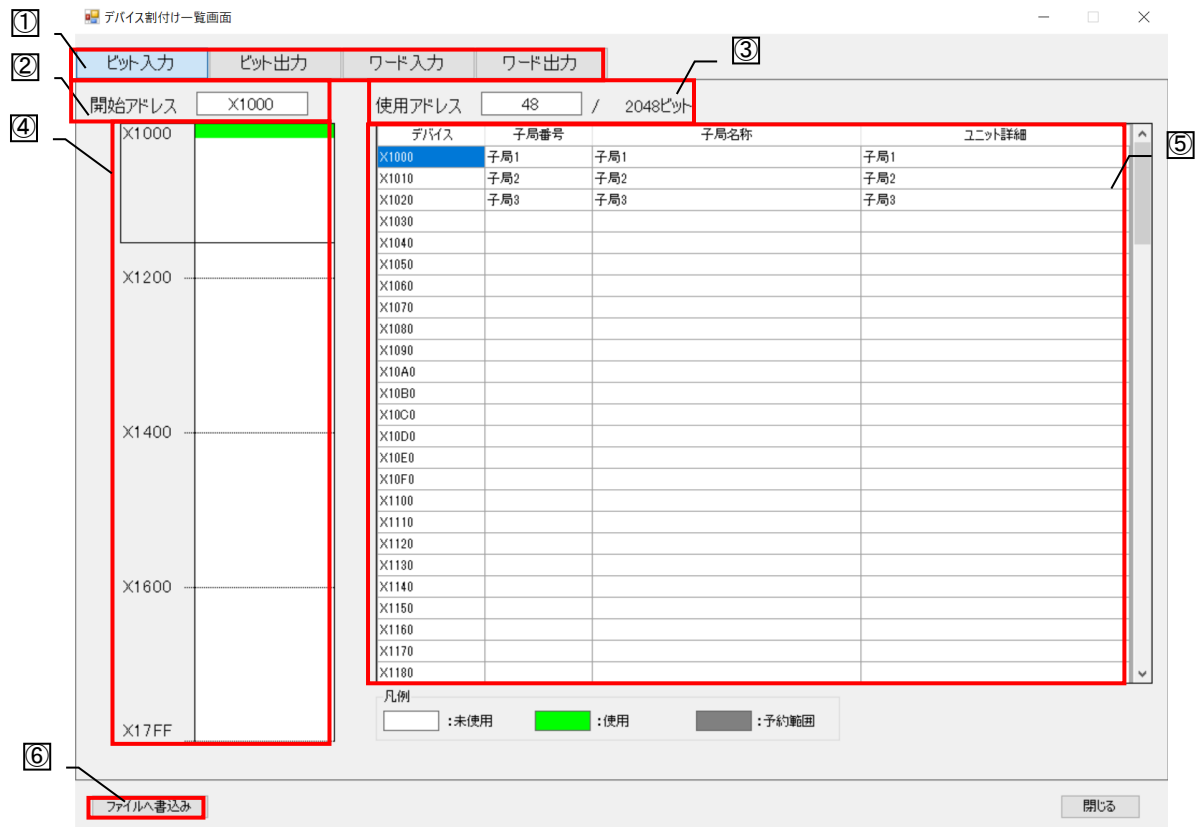 ① デバイス割付け一覧画面
② ビット入力 ビット出力 ワード入力 ワード出力 ③
開始アドレス X1000 使用アドレス 48 / 2048ビット
④ X1000 デバイス 子局番号 子局名称 ユニット詳細 ⑤
X1000 子局1 子局1 子局1
X1010 子局2 子局2 子局2
X1020 子局3 子局3 子局3
X1030
X1040
X1050
X1200 X1060
X1070
X1080
X1090
X10A0
X10B0
X10C0
X1400 X10D0
X10E0
X10F0
X1100
X1110
X1120
X1130
X1600 X1140
X1150
X1160
X1170
X1180
凡例
:未使用 :使用 :予約範囲
X17FF
⑥ ファイルへ書込み 閉じる